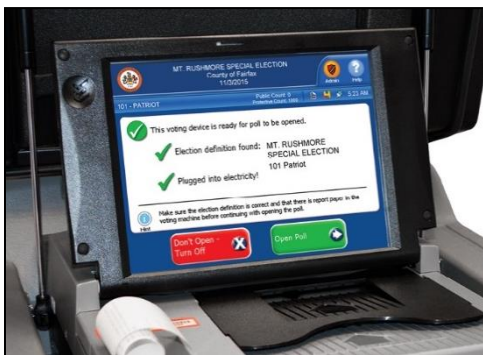 MT. RUSHMORE SPECIAL ELECTION
County of Fairfax
11/3/2015
Admin
Help
101 - PATRIOT
Public Count: 0
Protective Count:
5:23 AM
This voting device is ready for poll to be opened.
Election definition found: MT. RUSHMORE
SPECIAL ELECTION
101 Patriot
Plugged into electricity!
Hint
Make sure the election definition is correct and that there is report paper in the
voting machine before continuing with opening the poll.
Don't Open -
Turn Off
Open Poll